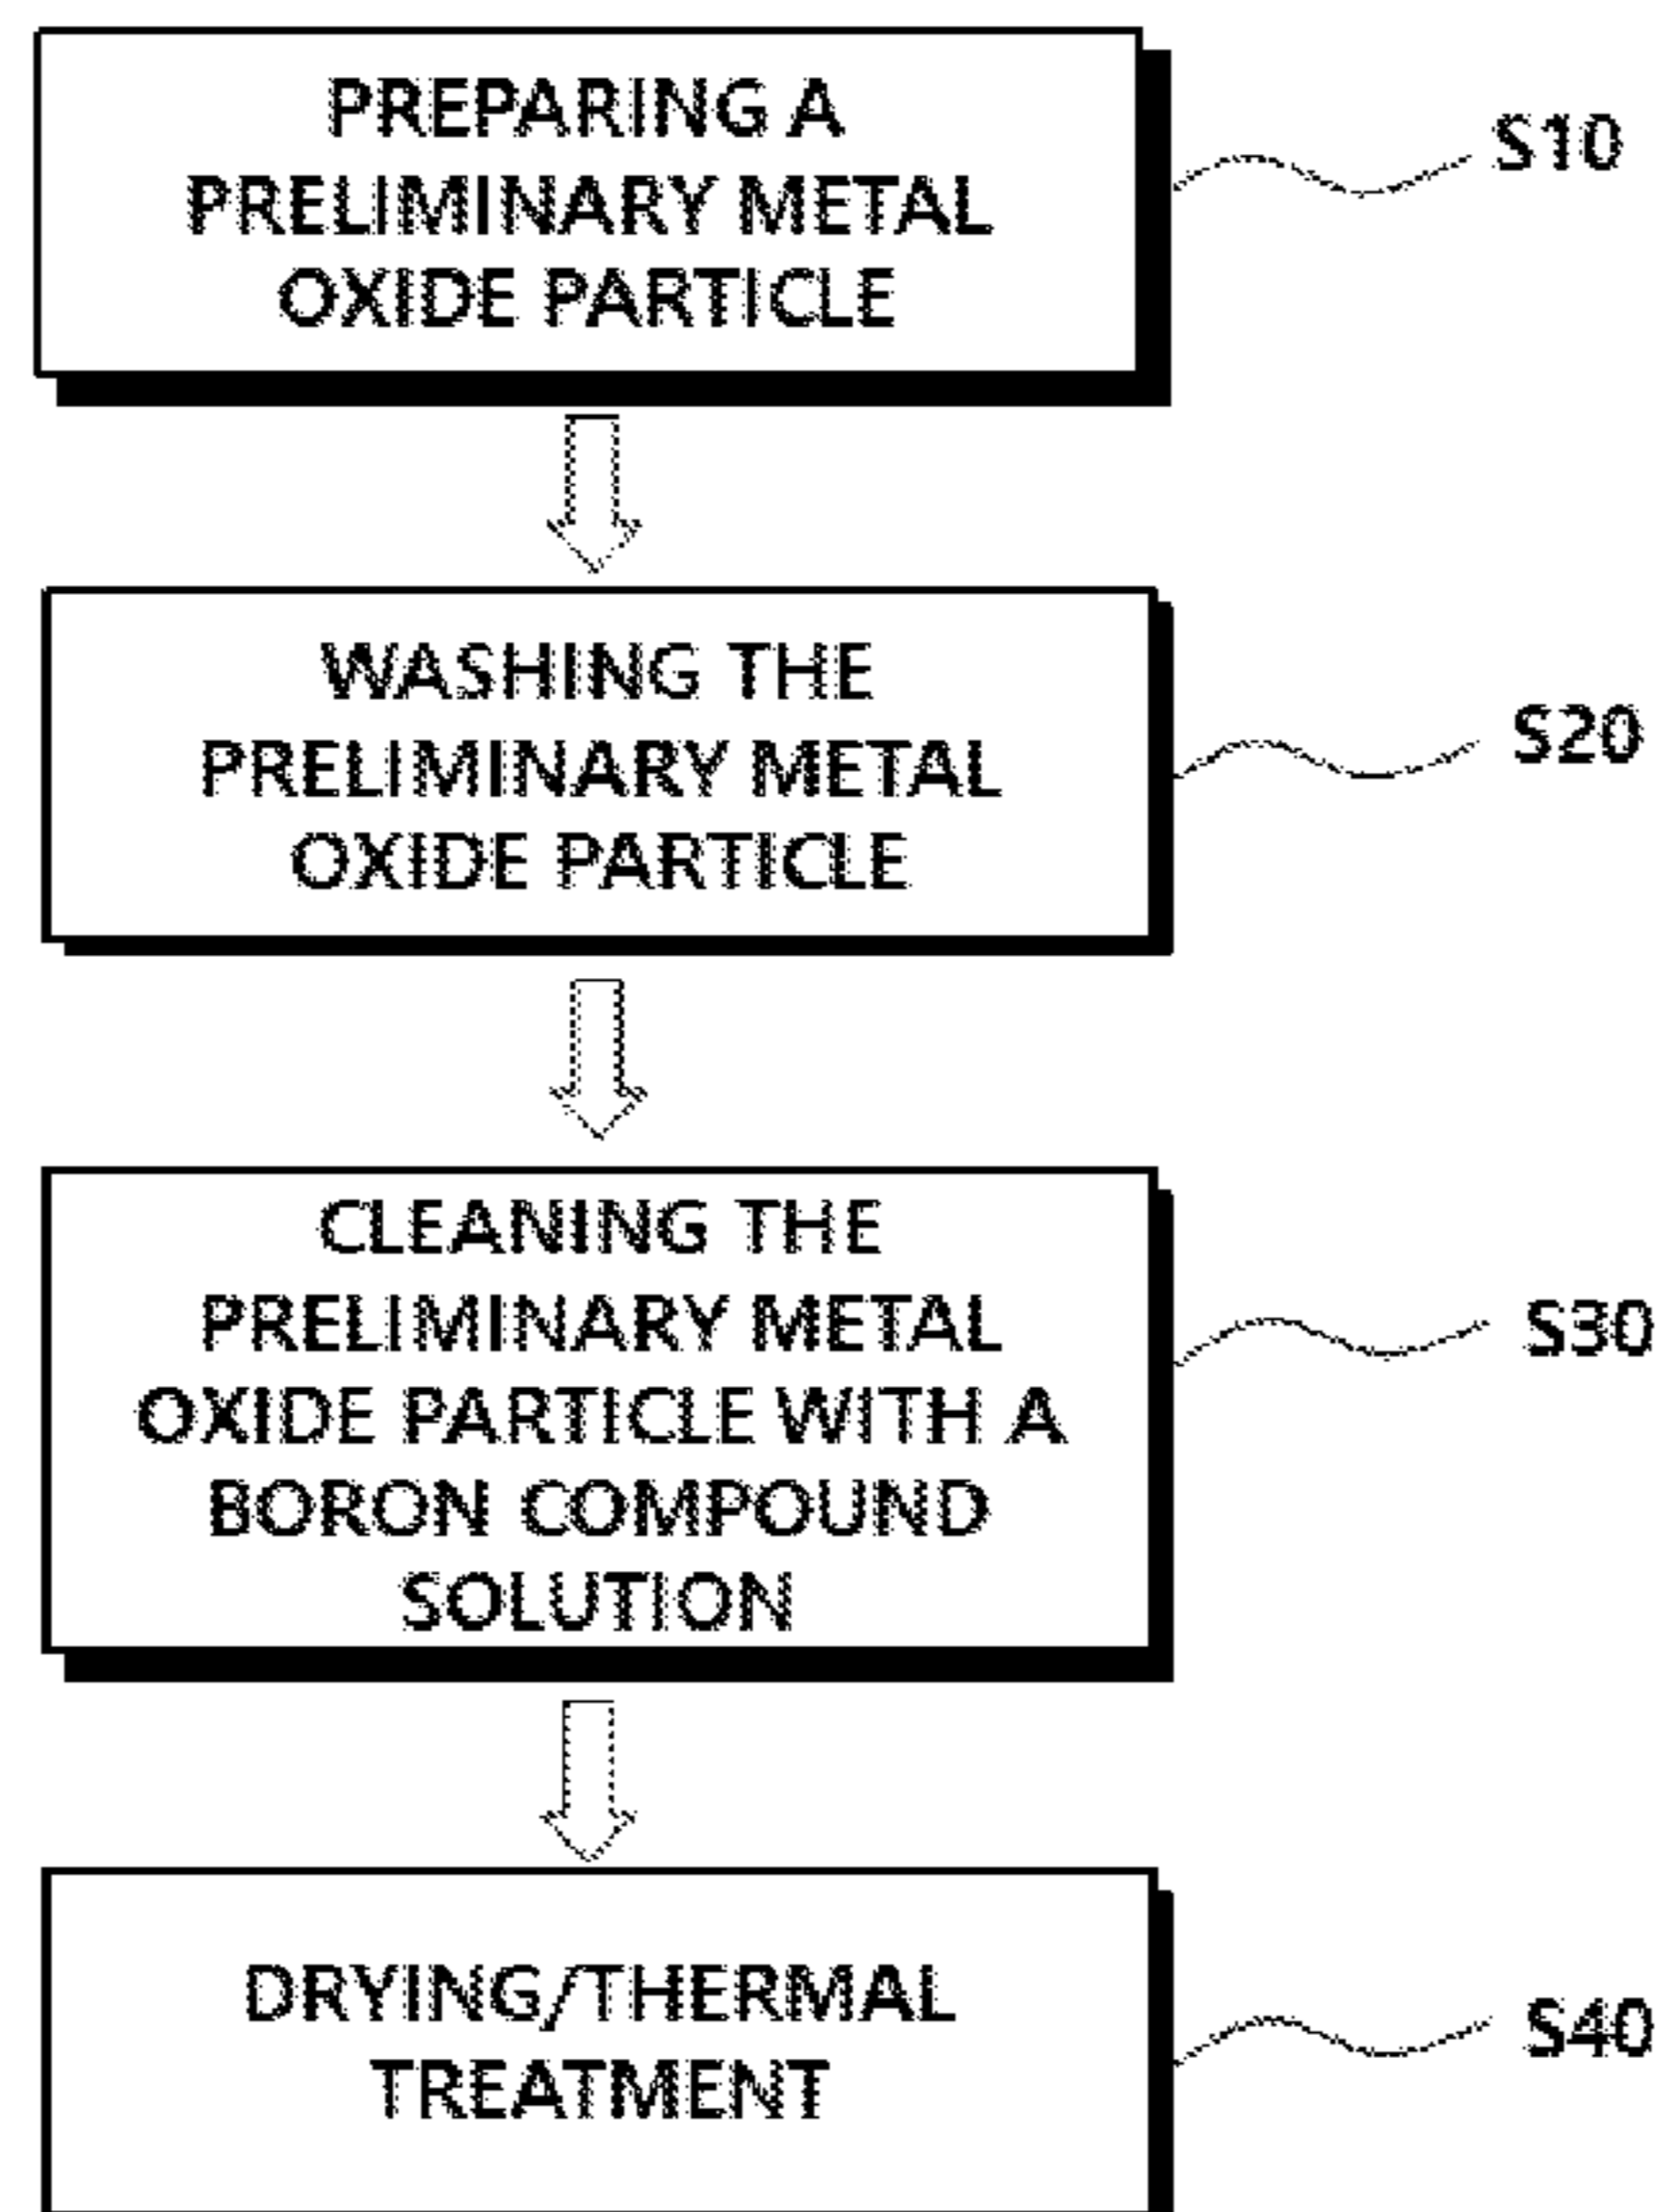 PREPARING A
PRELIMINARY METAL
OXIDE PARTICLE
S10
WASHING THE
PRELIMINARY METAL
OXIDE PARTICLE
S20
CLEANING THE
PRELIMINARY METAL
OXIDE PARTICLE WITH A
BORON COMPOUND
SOLUTION
S30
DRYING/THERMAL
TREATMENT
S40